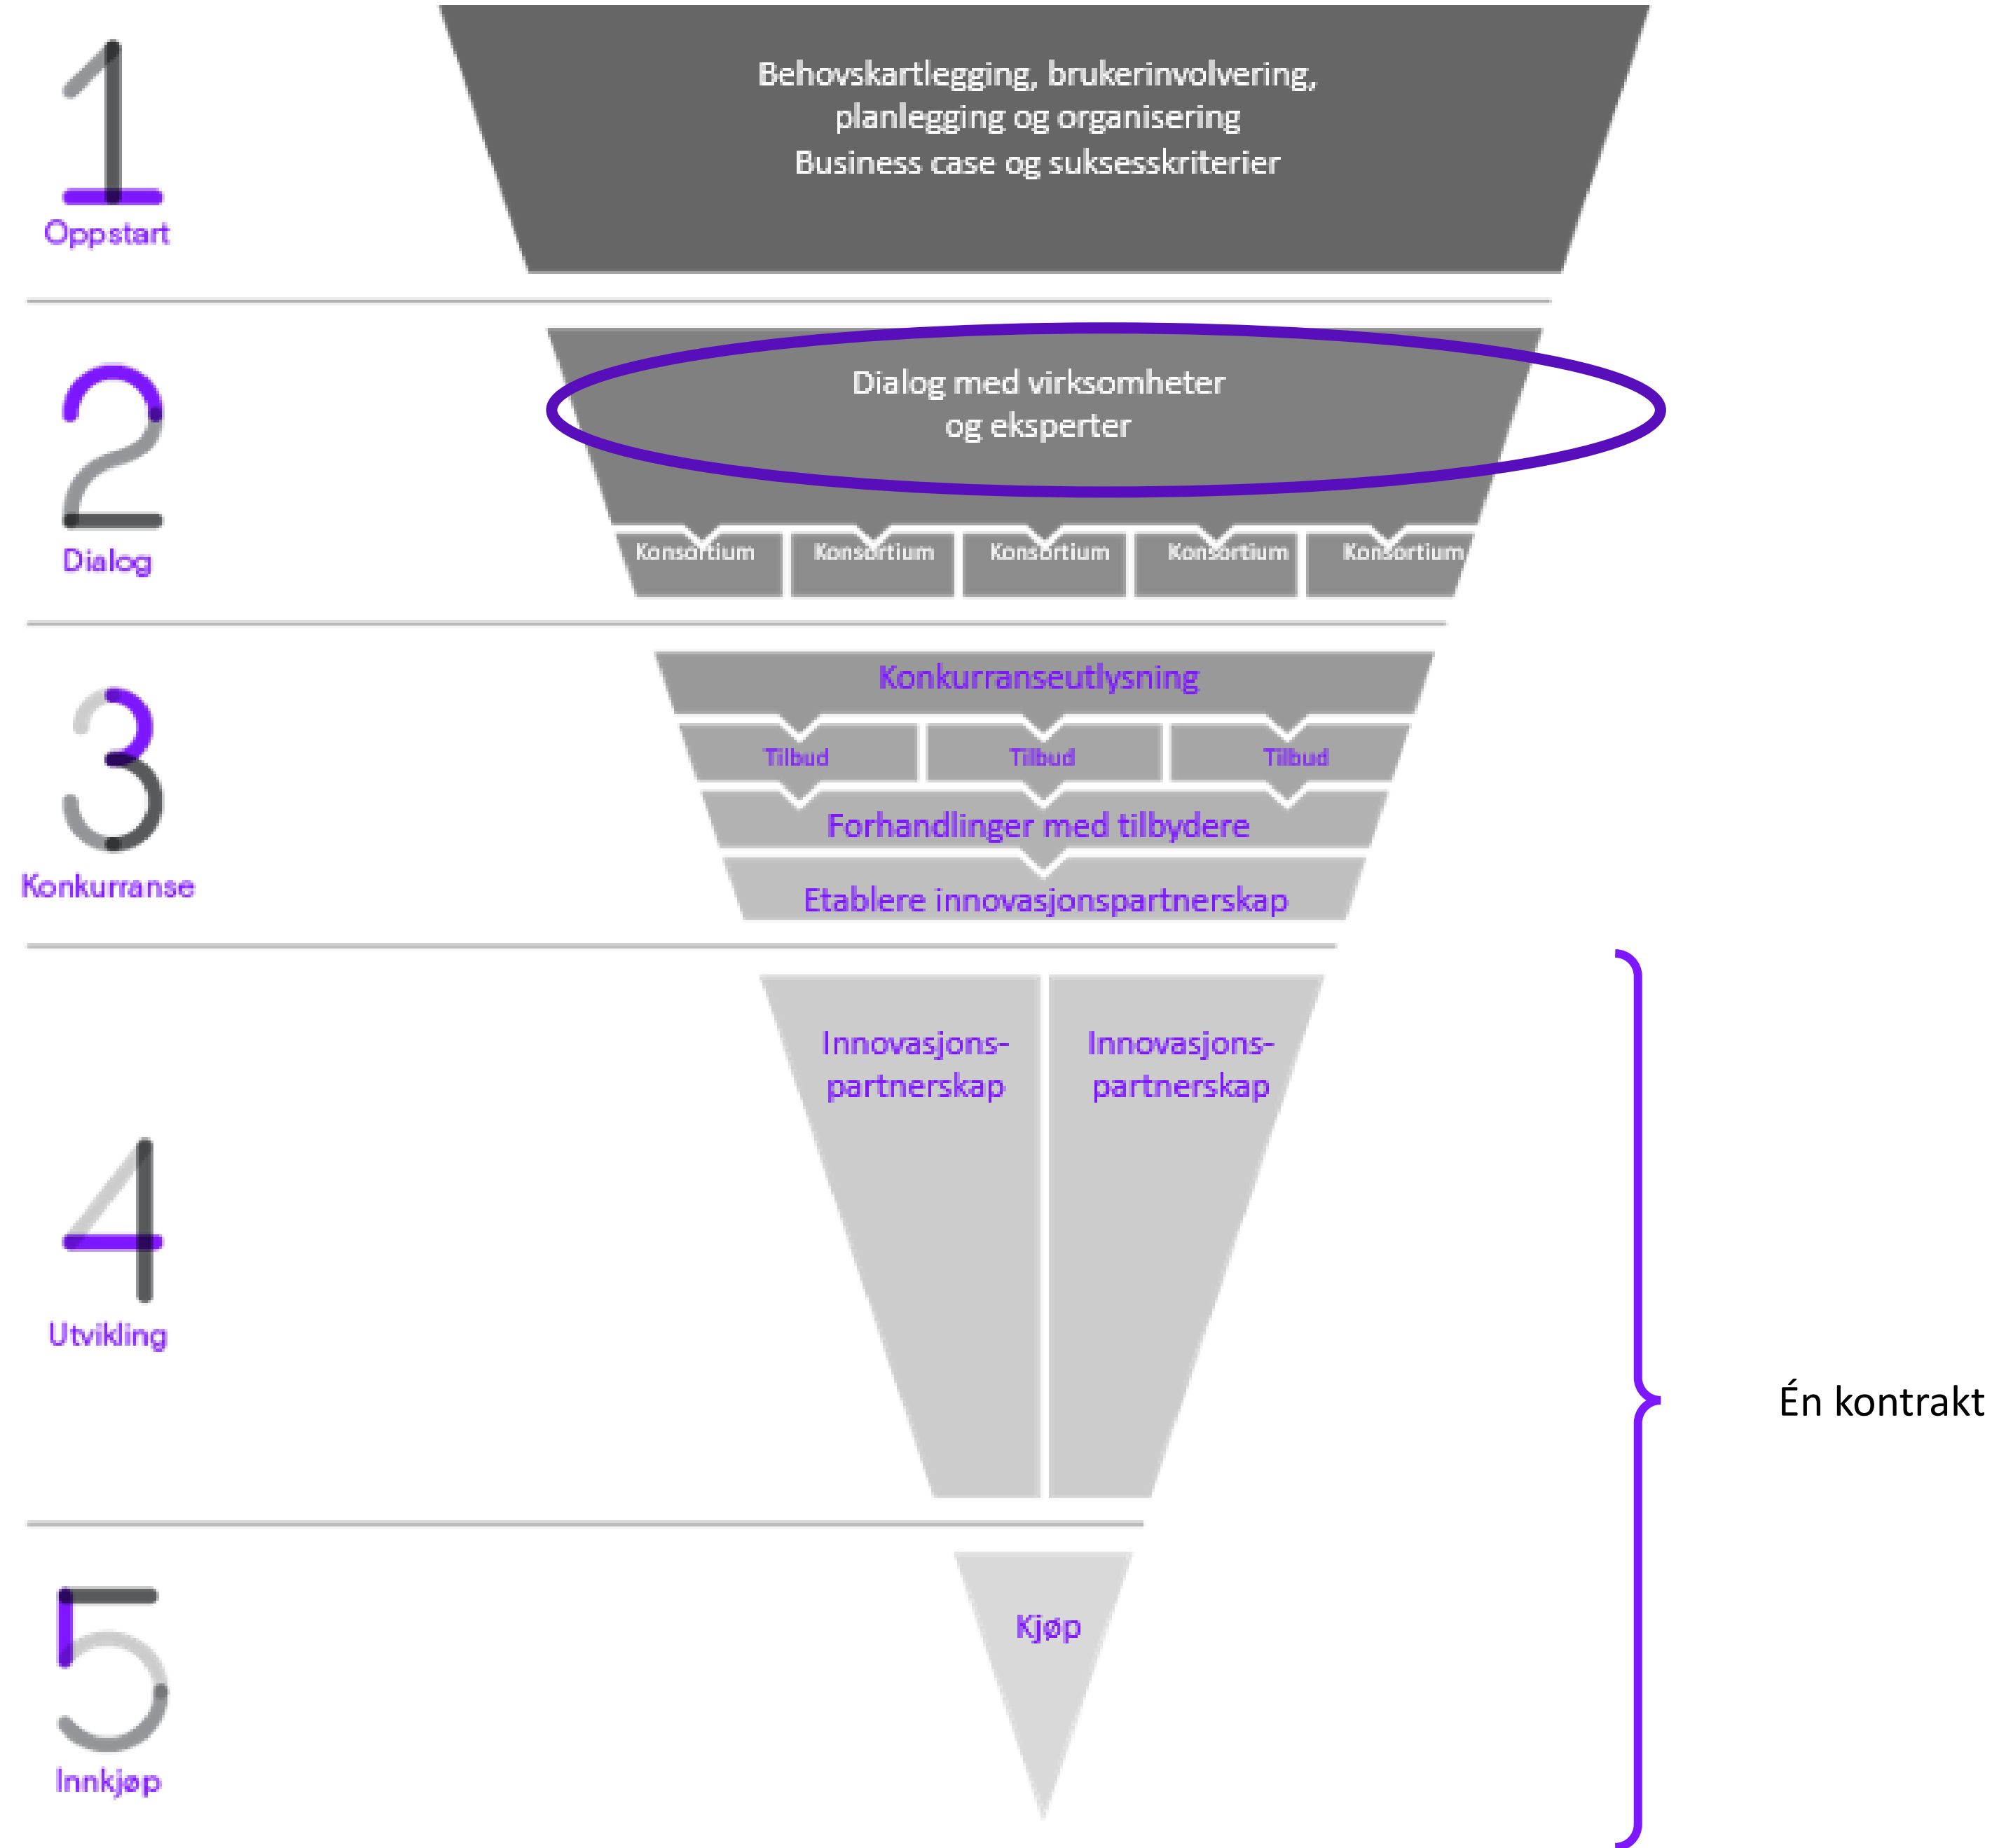 1
Oppstart
Behovskartlegging, brukerinvolvering,
planlegging og organisering
Business case og suksesskriterier
2
Dialog
Dialog med virksomheter
og eksperter
Konsortium Konsortium Konsortium Konsortium Konsortium
3
Konkurranse
Konkurranseutlysning
Tilbud Tilbud Tilbud
Forhandlinger med tilbydere
Etablere innovasjonspartnerskap
4
Utvikling
Innovasjons-
partnerskap
Innovasjons-
partnerskap
Én kontrakt
5
Innkjøp
Kjøp